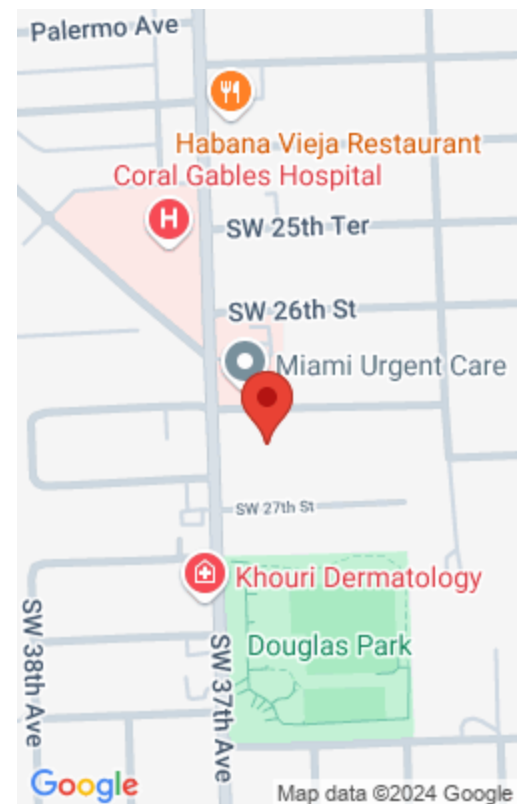 Palermo Ave
Habana Vieja Restaurant
Coral Gables Hospital
H
SW 25th Ter
SW 26th St
Miami Urgent Care
SW 27th St
Khouri Dermatology
Douglas Park
SW 38th Ave
SW 37th Ave
Google
Map data ©2024 Google